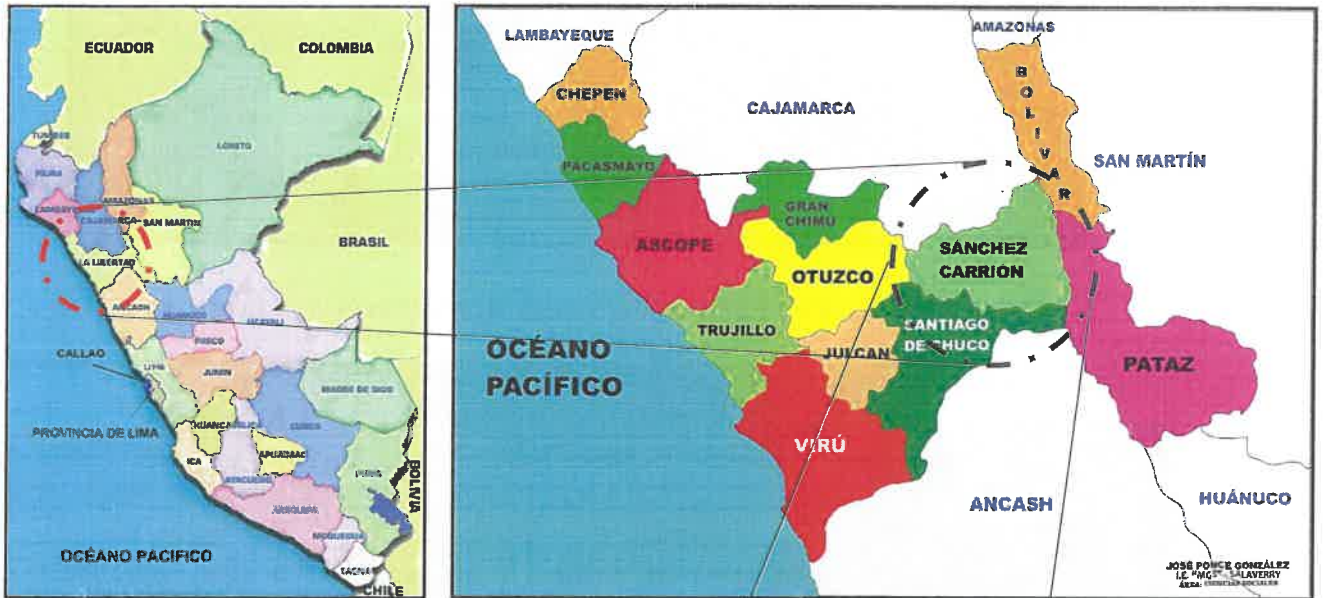 ECUADOR
COLOMBIA
TUMBES
PIURA
LORETO
AMAZONAS
SAN MARTIN
BRASIL
LA LIBERTAD
ANCASH
HUANUCO
UCAYALI
PASCO
CALLAO
LIMA
JUNIN
MADRE DE DIOS
PROVINCIA DE LIMA
CUSCO
ICA
APURIMAC
AYACUCHO
PUNO
BOLIVIA
AREQUIPA
MOQUEGUA
OCÉANO PACIFICO
TACNA
CHILE
LAMBAYEQUE
AMAZONAS
CHEPEN
CAJAMARCA
BOLIVAR
PACASMAYO
SAN MARTÍN
GRAN
CHIMU
ASCOPE
OTUZCO
SÁNCHEZ
CARRIÓN
TRUJILLO
SANTIAGO
DE CHUCO
JULCAN
OCÉANO
PACÍFICO
PATAZ
VIRÚ
ANCASH
HUÁNUCO
JOSÉ PONCE GONZÁLEZ
CIENCIAS SOCIALES